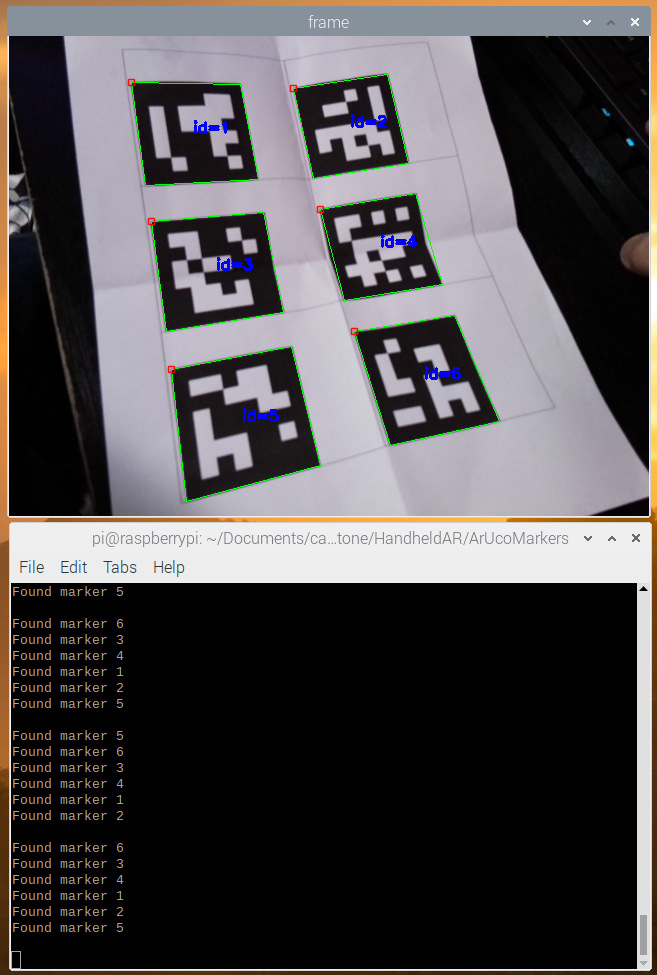 frame
id=1
id=2
id=3
id=4
id=5
id=6
pi@raspberrypi: ~/Documents/ca...tone/HandheldAR/ArUcoMarkers
File Edit Tabs Help
Found marker 5
Found marker 6
Found marker 3
Found marker 4
Found marker 1
Found marker 2
Found marker 5
Found marker 5
Found marker 6
Found marker 3
Found marker 4
Found marker 1
Found marker 2
Found marker 6
Found marker 3
Found marker 4
Found marker 1
Found marker 2
Found marker 5